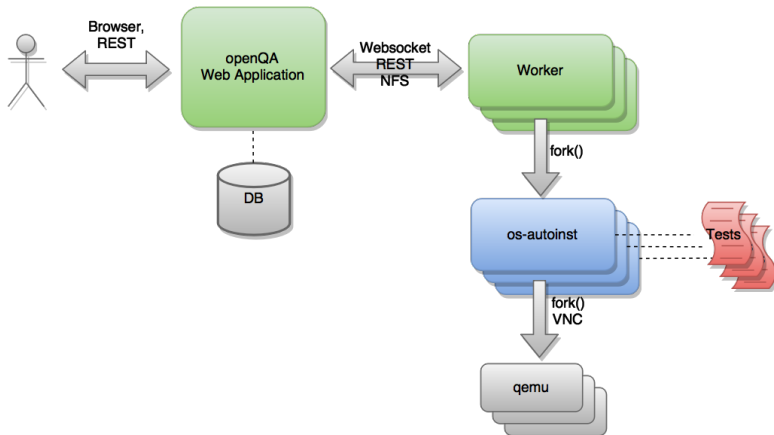 Browser,
REST
openQA
Web Application
Websocket
REST
NFS
Worker
fork()
DB
os-autoinst
Tests
fork()
VNC
qemu